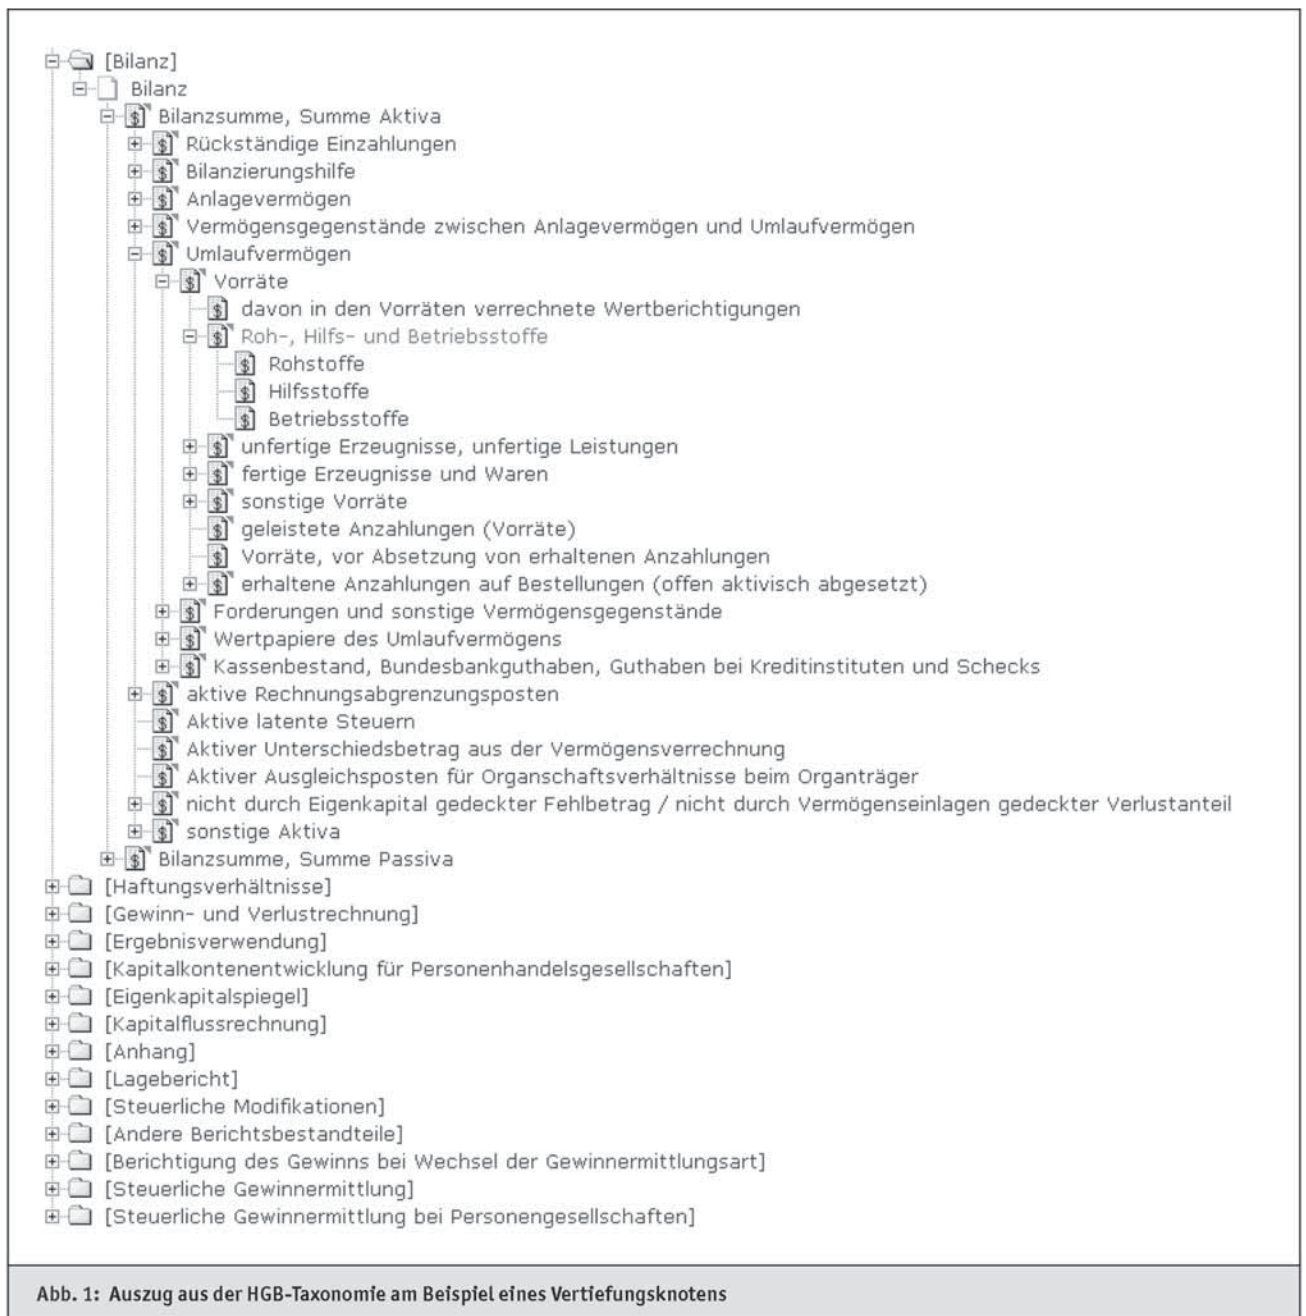 [Bilanz]
Bilanz
Bilanzsumme, Summe Aktiva
Rückständige Einzahlungen
Bilanzierungshilfe
Anlagevermögen
Vermögensgegenstände zwischen Anlagevermögen und Umlaufvermögen
Umlaufvermögen
Vorräte
davon in den Vorräten verrechnete Wertberichtigungen
Roh-, Hilfs- und Betriebsstoffe
Rohstoffe
Hilfsstoffe
Betriebsstoffe
unfertige Erzeugnisse, unfertige Leistungen
fertige Erzeugnisse und Waren
sonstige Vorräte
geleistete Anzahlungen (Vorräte)
Vorräte, vor Absetzung von erhaltenen Anzahlungen
erhaltene Anzahlungen auf Bestellungen (offen aktivisch abgesetzt)
Forderungen und sonstige Vermögensgegenstände
Wertpapiere des Umlaufvermögens
Kassenbestand, Bundesbankguthaben, Guthaben bei Kreditinstituten und Schecks
aktive Rechnungsabgrenzungsposten
Aktive latente Steuern
Aktiver Unterschiedsbetrag aus der Vermögensverrechnung
Aktiver Ausgleichsposten für Organschaftsverhältnisse beim Organträger
nicht durch Eigenkapital gedeckter Fehlbetrag / nicht durch Vermögenseinlagen gedeckter Verlustanteil
sonstige Aktiva
Bilanzsumme, Summe Passiva
[Haftungsverhältnisse]
[Gewinn- und Verlustrechnung]
[Ergebnisverwendung]
[Kapitalkontenentwicklung für Personenhandelsgesellschaften]
[Eigenkapitalspiegel]
[Kapitalflussrechnung]
[Anhang]
[Lagebericht]
[Steuerliche Modifikationen]
[Andere Berichtsbestandteile]
[Berichtigung des Gewinns bei Wechsel der Gewinnermittlungsart]
[Steuerliche Gewinnermittlung]
[Steuerliche Gewinnermittlung bei Personengesellschaften]
Abb. 1: Auszug aus der HGB-Taxonomie am Beispiel eines Vertiefungsknotens